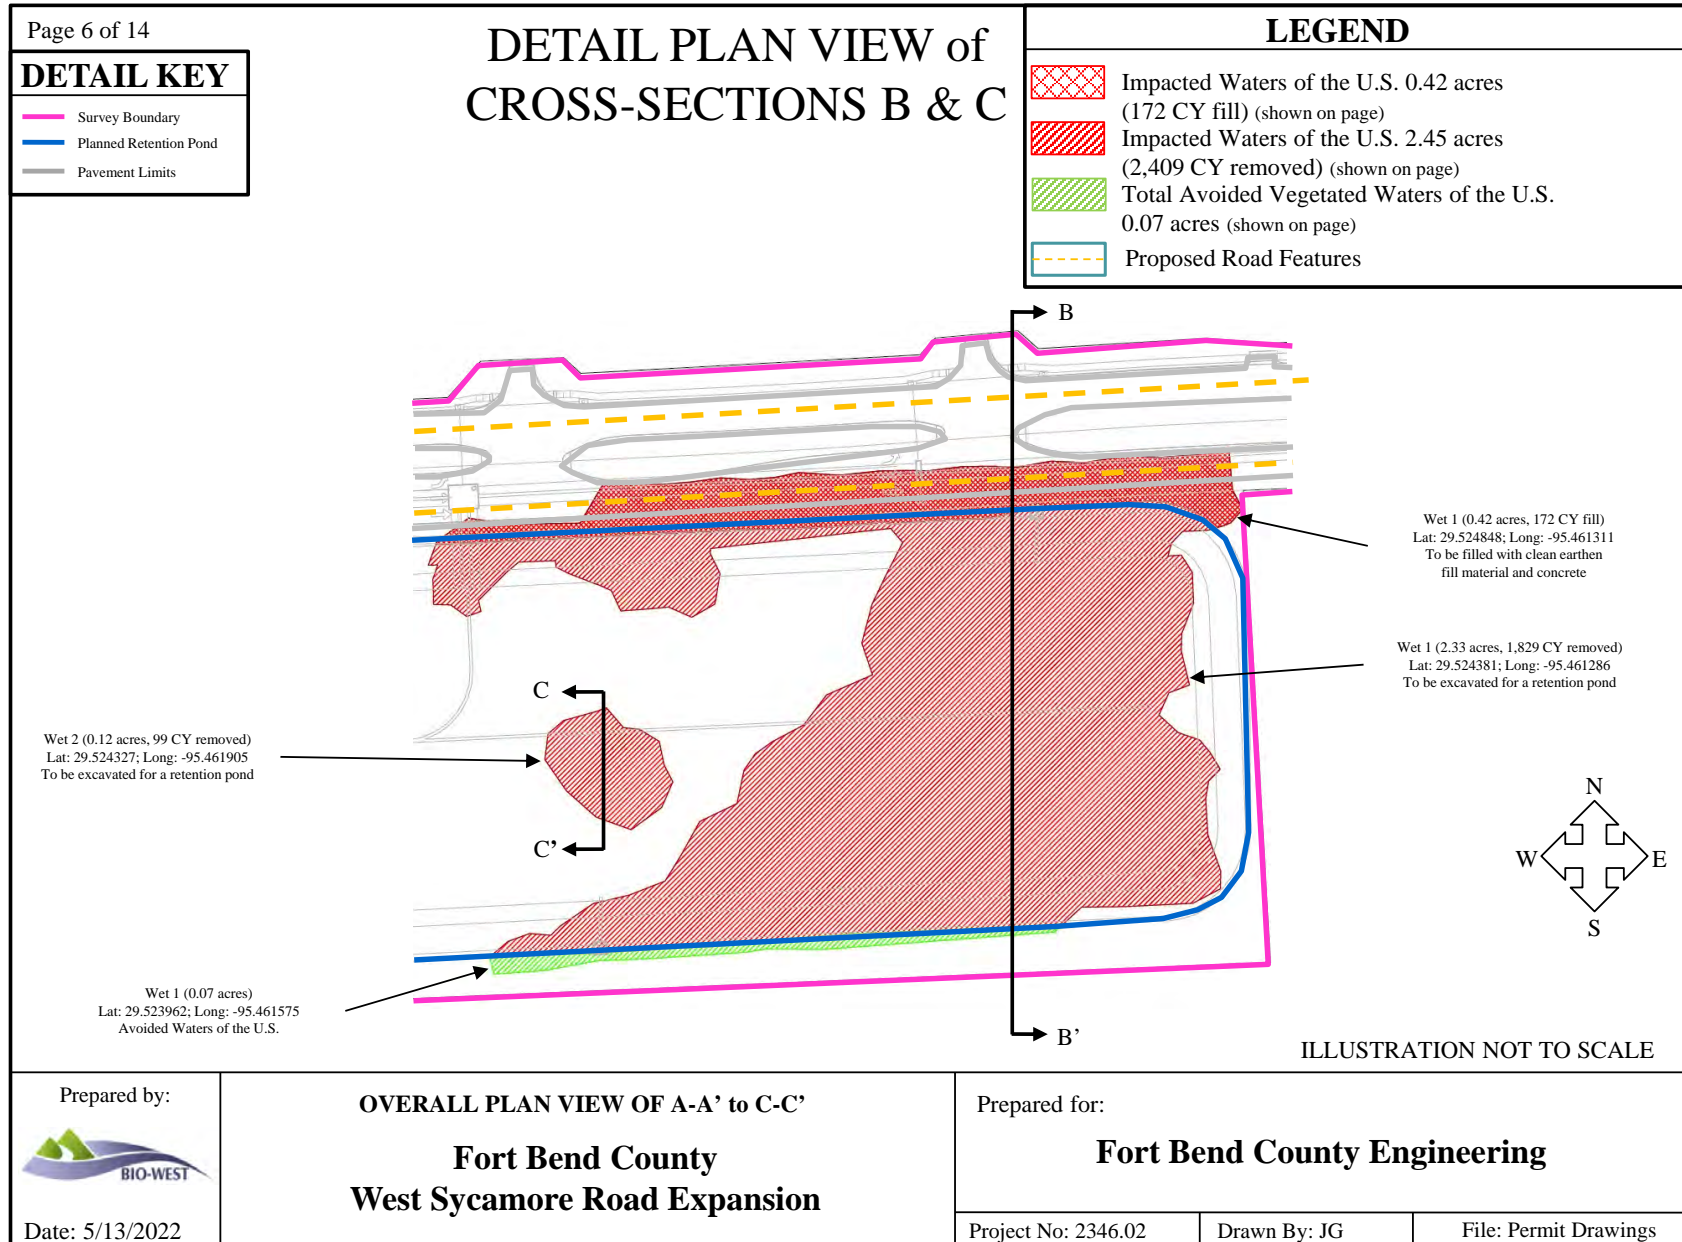 Page 6 of 14
DETAIL KEY
Survey Boundary
Planned Retention Pond
Pavement Limits
DETAIL PLAN VIEW of
CROSS-SECTIONS B & C
LEGEND
Impacted Waters of the U.S. 0.42 acres
(172 CY fill) (shown on page)
Impacted Waters of the U.S. 2.45 acres
(2,409 CY removed) (shown on page)
Total Avoided Vegetated Waters of the U.S.
0.07 acres (shown on page)
Proposed Road Features
B
Wet 1 (0.42 acres, 172 CY fill)
Lat: 29.524848; Long: -95.461311
To be filled with clean earthen
fill material and concrete
Wet 1 (2.33 acres, 1,829 CY removed)
Lat: 29.524381; Long: -95.461286
To be excavated for a retention pond
C
Wet 2 (0.12 acres, 99 CY removed)
Lat: 29.524327; Long: -95.461905
To be excavated for a retention pond
C'
N
W
E
S
Wet 1 (0.07 acres)
Lat: 29.523962; Long: -95.461575
Avoided Waters of the U.S.
B'
ILLUSTRATION NOT TO SCALE
Prepared by:
BIO-WEST
Date: 5/13/2022
OVERALL PLAN VIEW OF A-A' to C-C'
Fort Bend County
West Sycamore Road Expansion
Prepared for:
Fort Bend County Engineering
Project No: 2346.02
Drawn By: JG
File: Permit Drawings